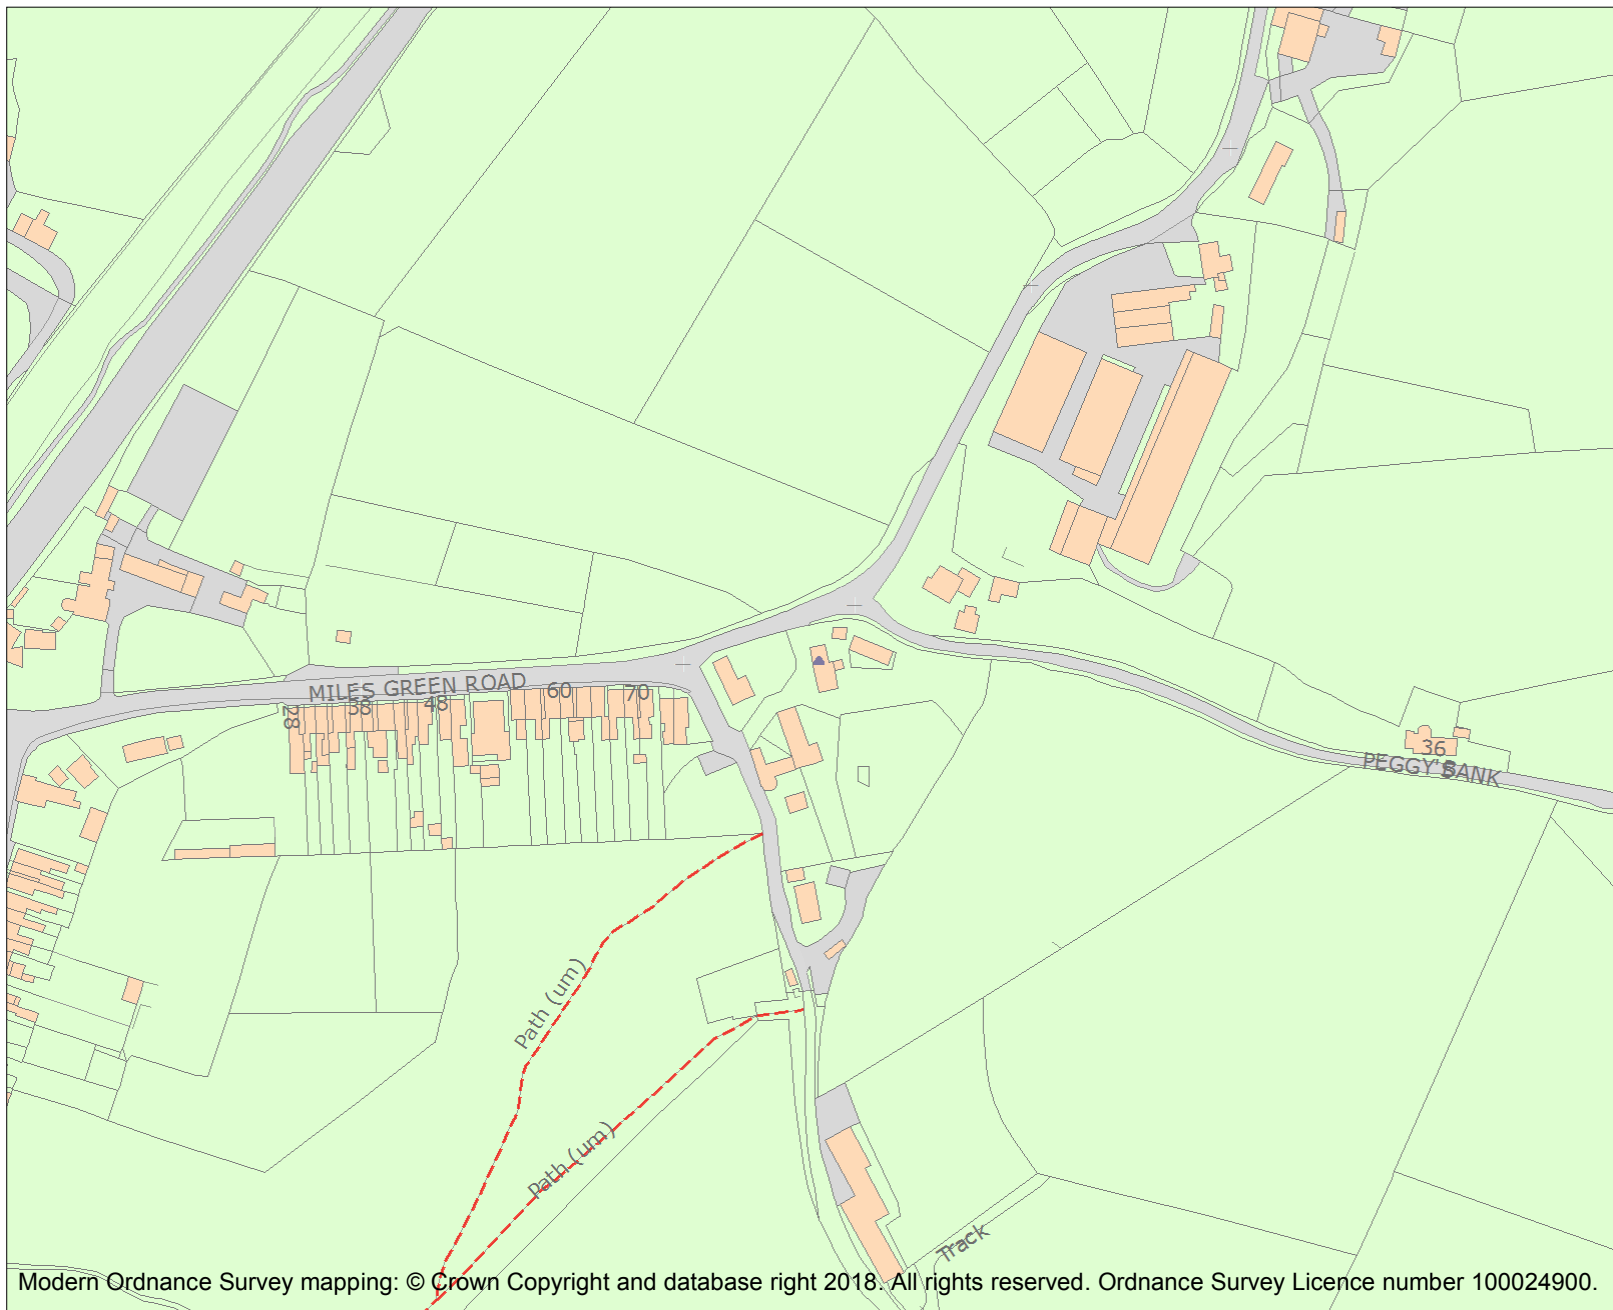 MILES GREEN ROAD
28
38
48
60
70
36
PEGGY'S BANK
Path (um)
Path (um)
Track
Modern Ordnance Survey mapping: © Crown Copyright and database right 2018. All rights reserved. Ordnance Survey Licence number 100024900.